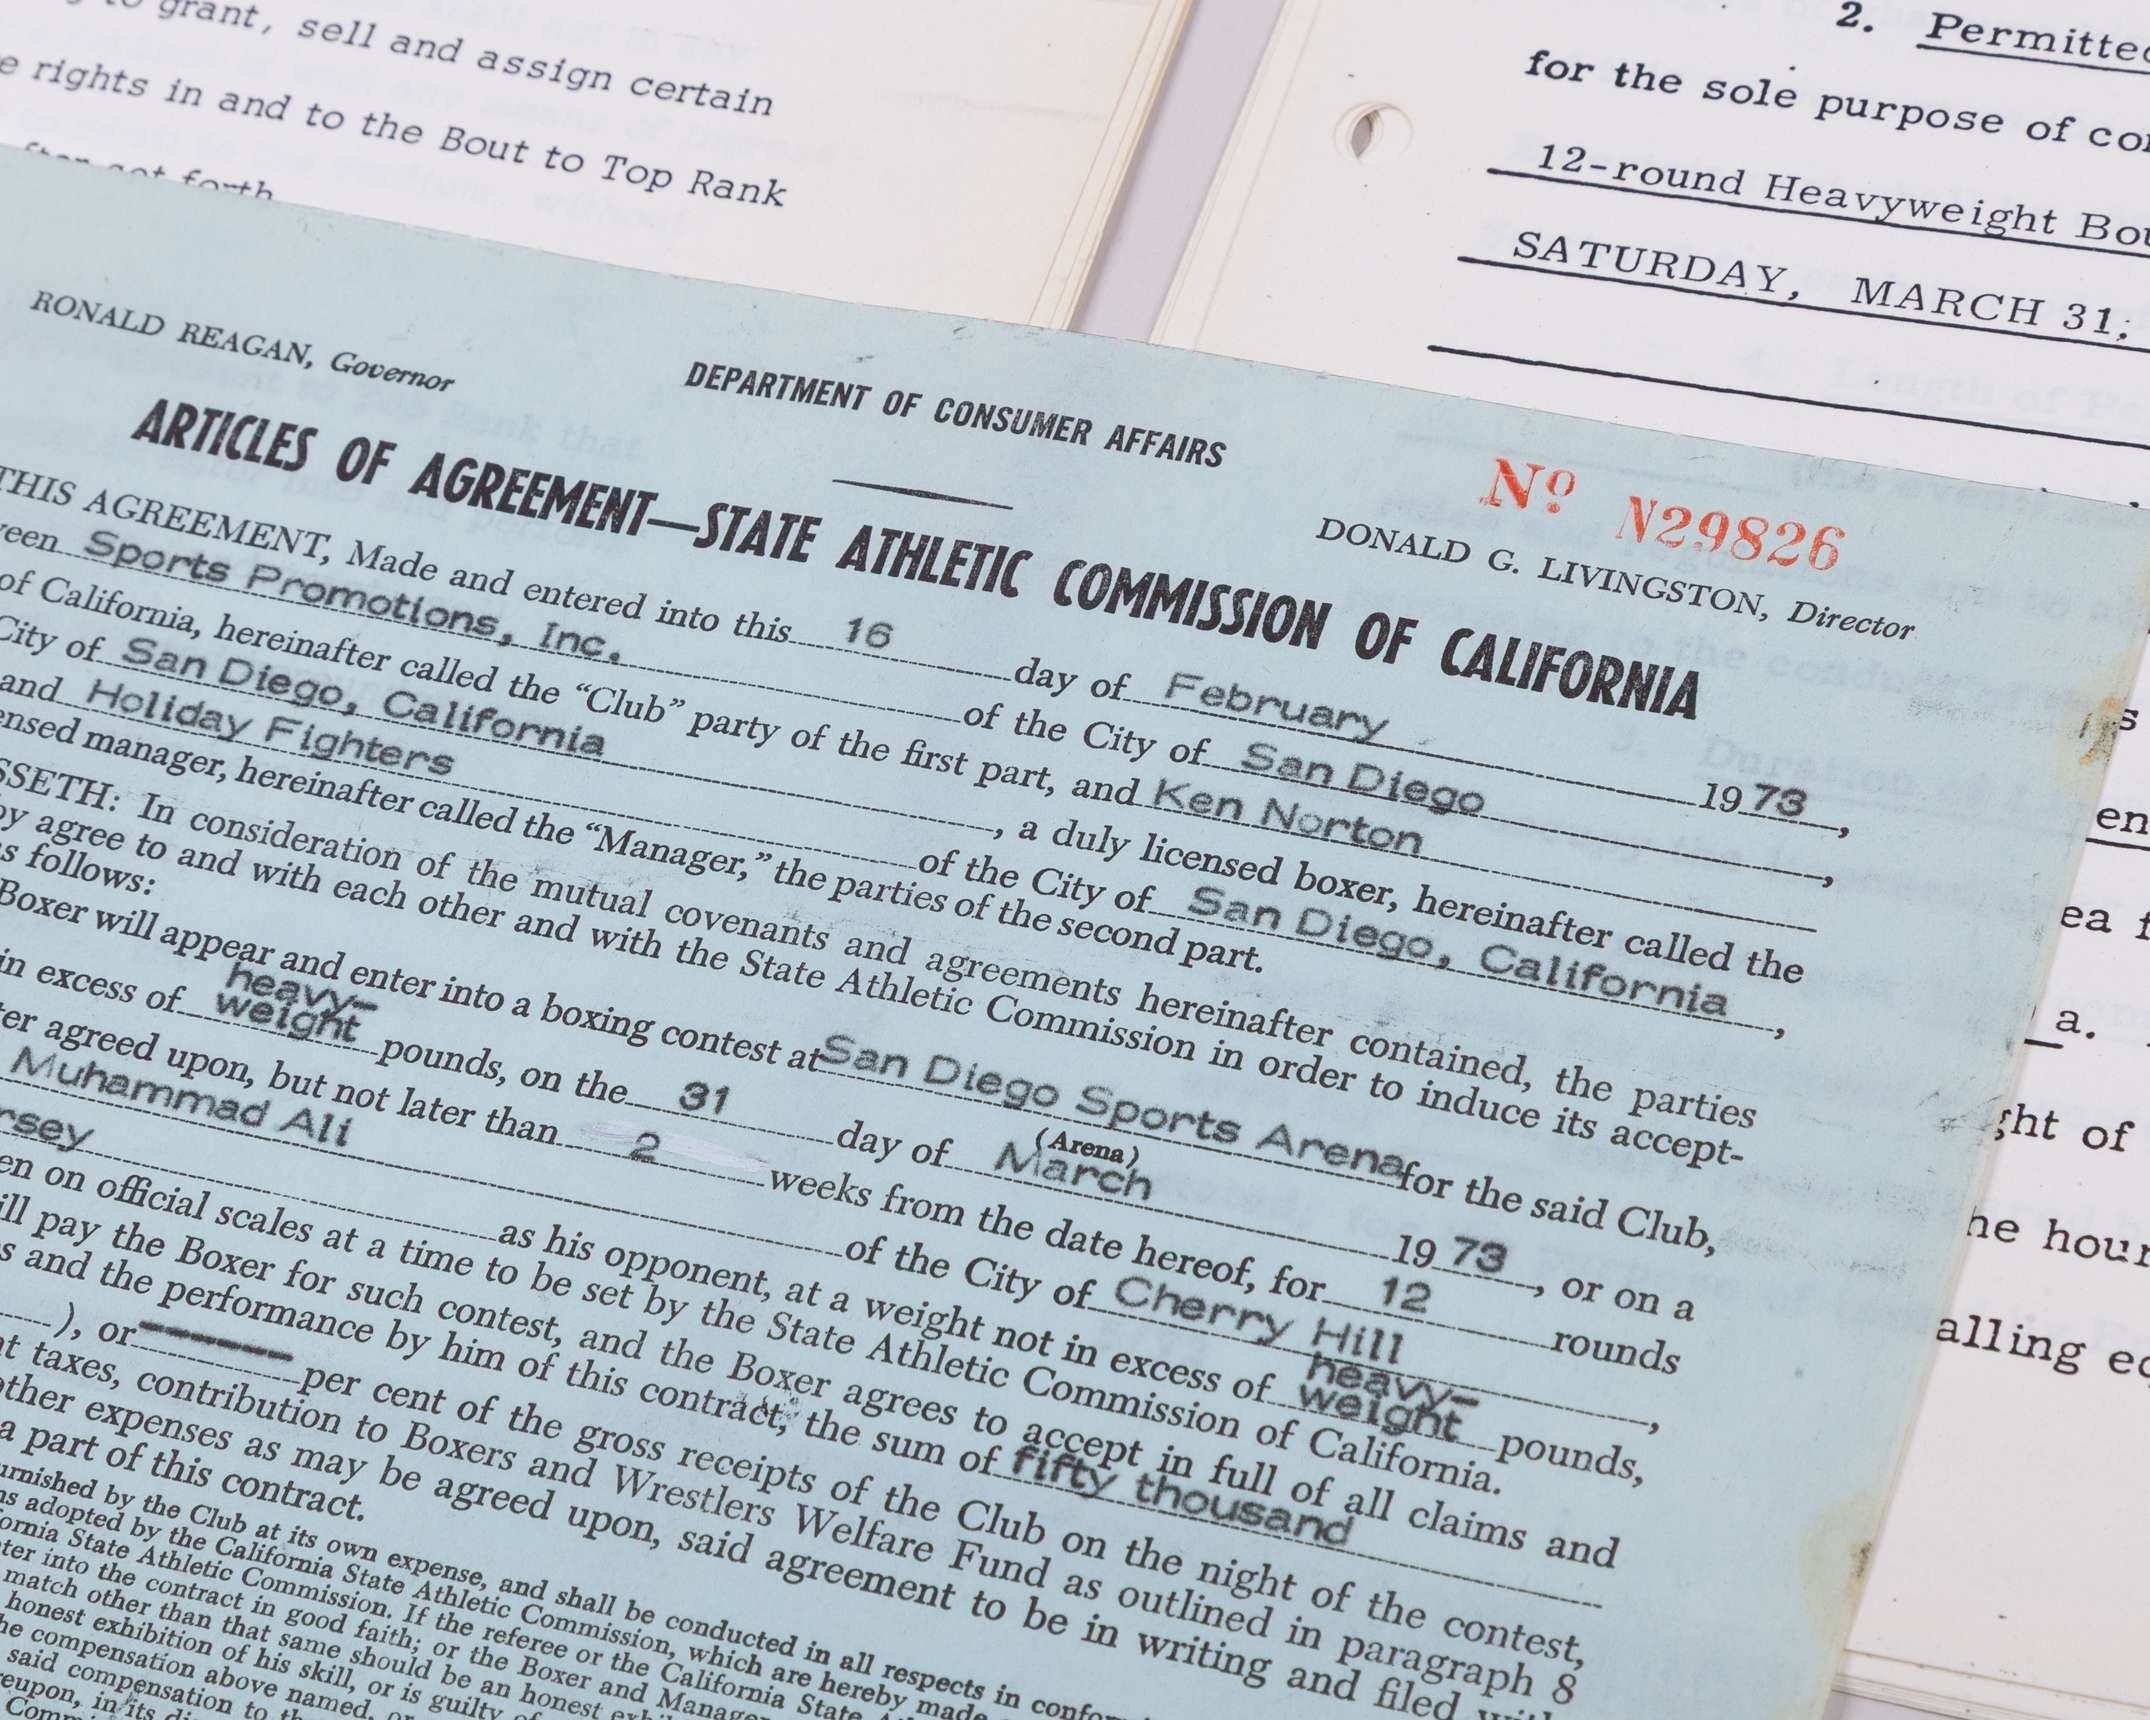 to grant, sell and assign certain
rights in and to the Bout to Top Rank
set forth
2. Permitted
for the sole purpose of
12-round Heavyweight
SATURDAY, MARCH 31;
RONALD REAGAN, Governor
DEPARTMENT OF CONSUMER AFFAIRS
Nº N29826
DONALD G. LIVINGSTON, Director
ARTICLES OF AGREEMENT—STATE ATHLETIC COMMISSION OF CALIFORNIA
THIS AGREEMENT, Made and entered into this 16 day of February 1973,
Sports Promotions, Inc. of the City of San Diego,
of California, hereinafter called the “Club” party of the first part, and Ken Norton
City of San Diego, California, a duly licensed boxer, hereinafter called the
and Holiday Fighters of the City of San Diego, California,
manager, hereinafter called the “Manager,” the parties of the second part.
In consideration of the mutual covenants and agreements hereinafter contained, the parties
agree to and with each other and with the State Athletic Commission in order to induce its accept-
follows:
Boxer will appear and enter into a boxing contest at San Diego Sports Arena for the said Club,
(Arena)
in excess of heavy-weight pounds, on the 31 day of March 1973, or on a
agreed upon, but not later than 2 weeks from the date hereof, for 12 rounds
Muhammad Ali of the City of Cherry Hill,
as his opponent, at a weight not in excess of heavy-weight pounds,
on official scales at a time to be set by the State Athletic Commission of California.
pay the Boxer for such contest, and the Boxer agrees to accept in full of all claims and
and the performance by him of this contract, the sum of fifty thousand
), or ------ per cent of the gross receipts of the Club on the night of the contest,
taxes, contribution to Boxers and Wrestlers Welfare Fund as outlined in paragraph 8
other expenses as may be agreed upon, said agreement to be in writing and filed
a part of this contract.
by the Club at its own expense, and shall be conducted in all respects in
adopted by the California State Athletic Commission, which are hereby made
State Athletic Commission. If the referee or the California State
into the contract in good faith; or the Boxer and Manager
match other than that same should be an honest
honest exhibition of his skill, or is guilty of
compensation above named,
said compensation to
in its
of
hour
a.